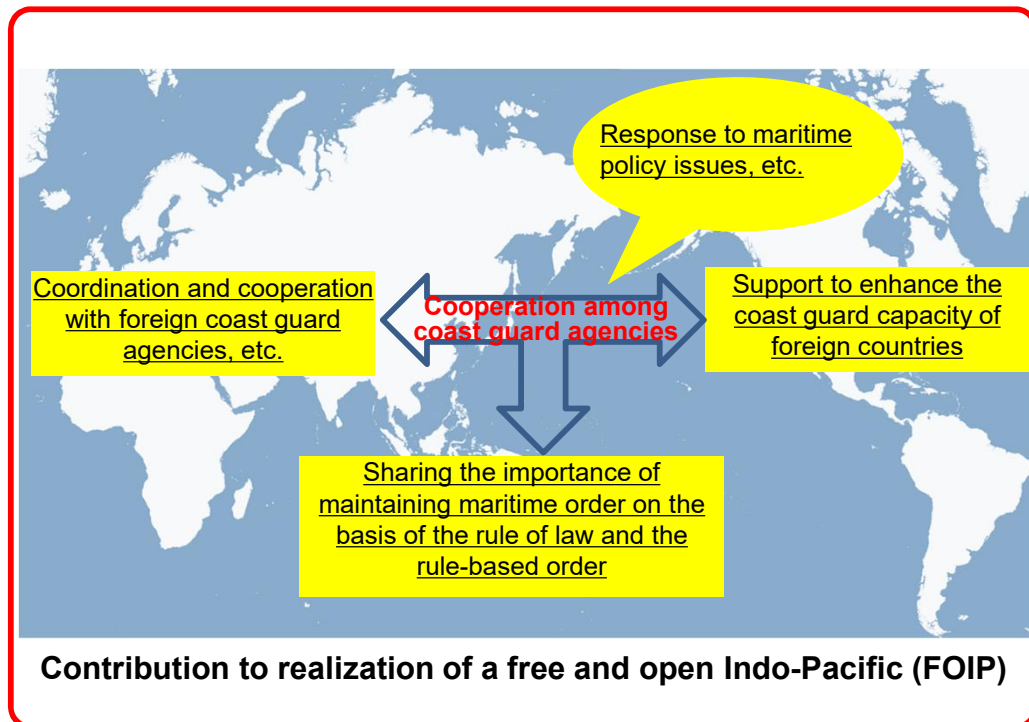 Response to maritime
policy issues, etc.
Coordination and cooperation
with foreign coast guard
agencies, etc.
Cooperation among
coast guard agencies
Support to enhance the
coast guard capacity of
foreign countries
Sharing the importance of
maintaining maritime order on the
basis of the rule of law and the
rule-based order
Contribution to realization of a free and open Indo-Pacific (FOIP)